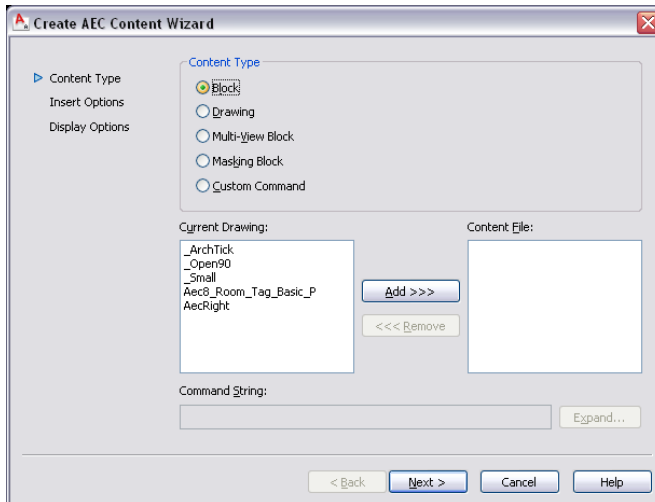 Create AEC Content Wizard
Content Type
Insert Options
Display Options
Content Type
Block
Drawing
Multi-View Block
Masking Block
Custom Command
Current Drawing:
_ArchTick
_Open90
_Small
Aec8_Room_Tag_Basic_P
AecRight
Add >>>
<<< Remove
Content File:
Command String:
Expand...
< Back
Next >
Cancel
Help